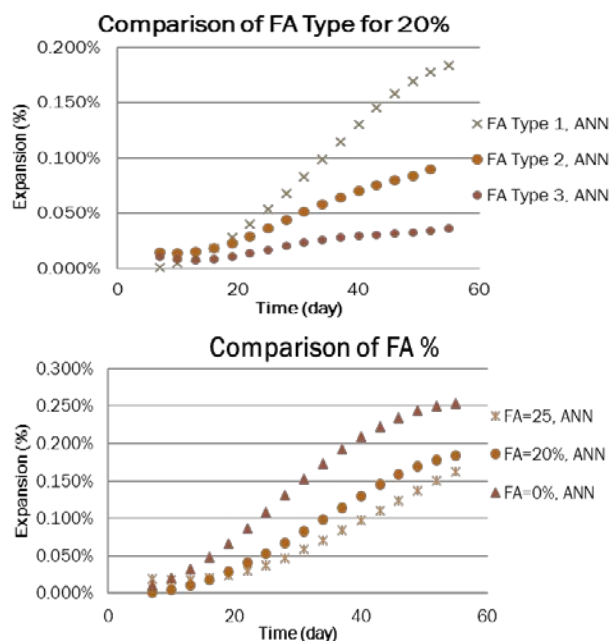 Comparison of FA Type for 20%
0.200%
0.150%
0.100%
0.050%
0.000%
Expansion (%)
0
20
40
60
Time (day)
FA Type 1, ANN
FA Type 2, ANN
FA Type 3, ANN
Comparison of FA %
0.300%
0.250%
0.200%
0.150%
0.100%
0.050%
0.000%
Expansion (%)
0
20
40
60
Time (day)
FA=25, ANN
FA=20%, ANN
FA=0%, ANN